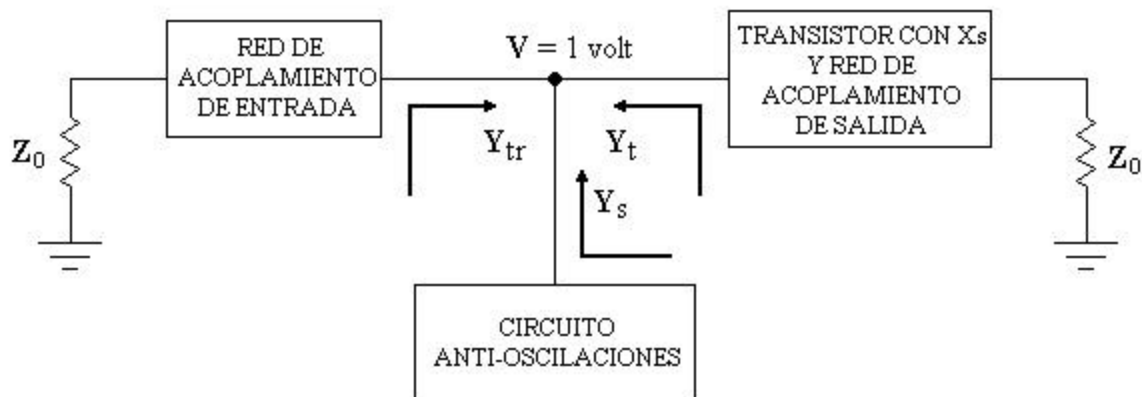 RED DE
ACOPLAMIENTO
DE ENTRADA
V = 1 volt
TRANSISTOR CON Xs
Y RED DE
ACOPLAMIENTO
DE SALIDA
Z0
Ytr
Yt
Ys
Z0
CIRCUITO
ANTI-OSCILACIONES